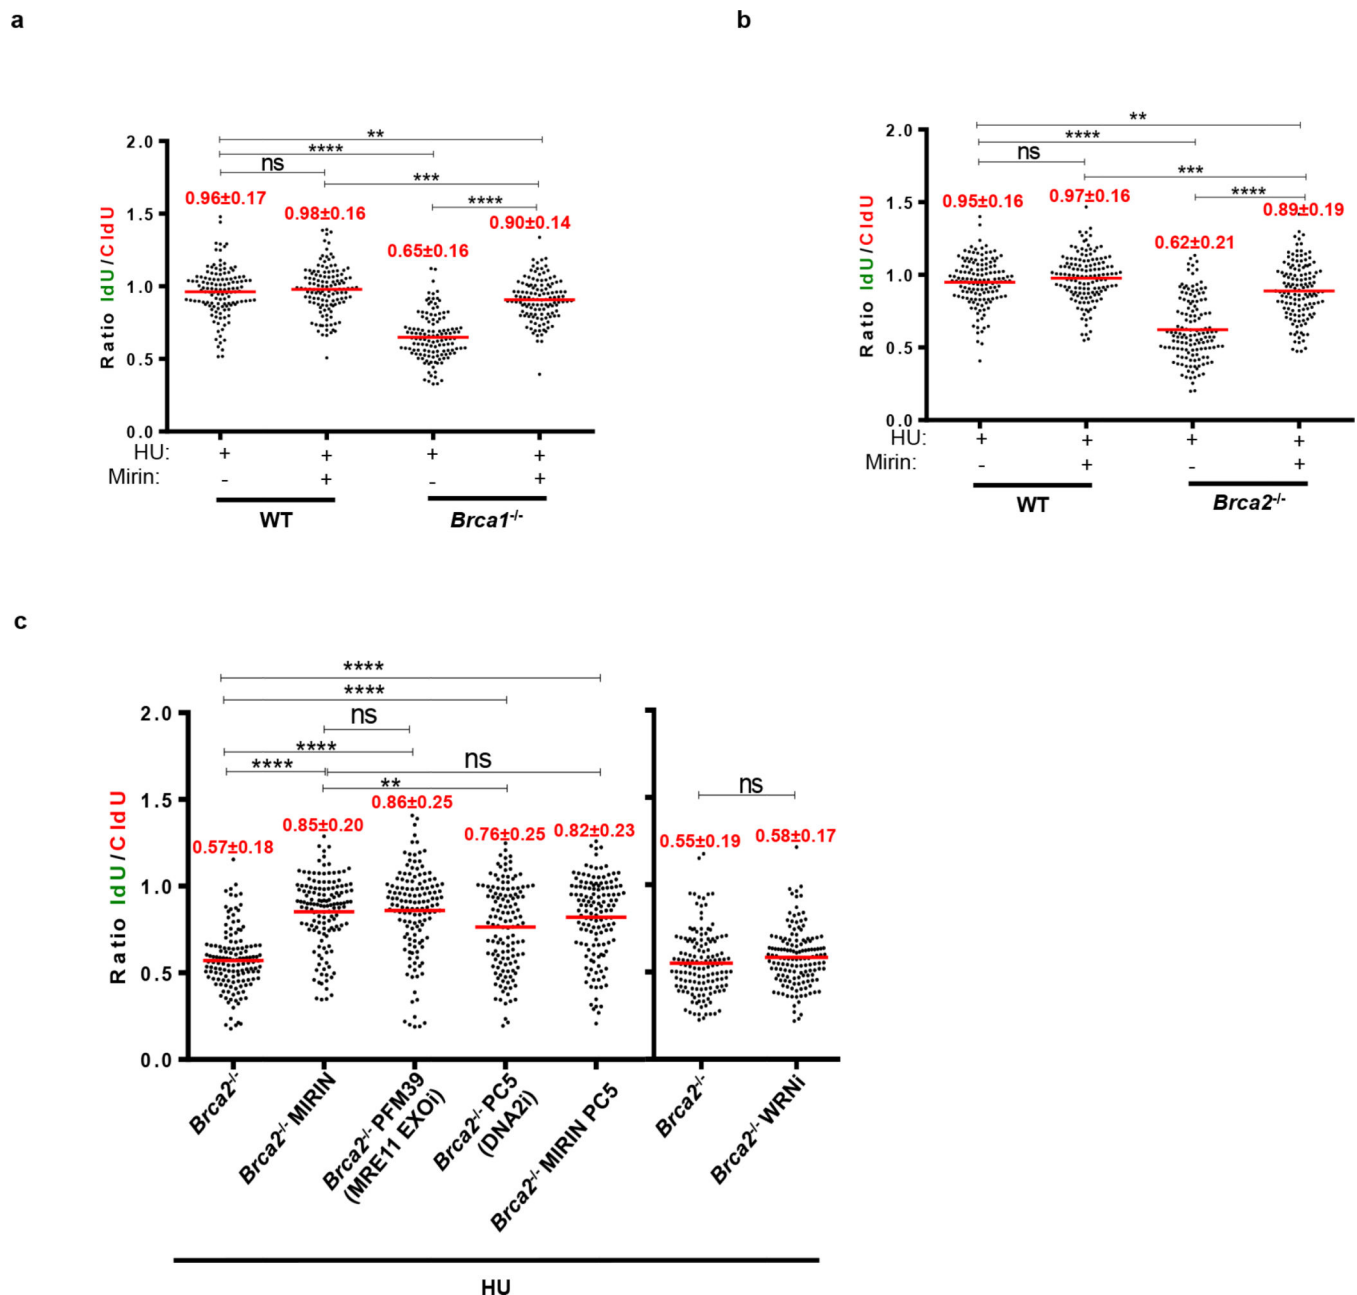 a
b
**
****
ns
***
****
0.96±0.17
0.98±0.16
0.65±0.16
0.90±0.14
Ratio IdU/CldU
2.0
1.5
1.0
0.5
0.0
HU: + + + +
Mirin: - + - +
WT
Brca1-/-
**
****
ns
***
****
0.95±0.16
0.97±0.16
0.62±0.21
0.89±0.19
Ratio IdU/CldU
2.0
1.5
1.0
0.5
0.0
HU: + + + +
Mirin: - + - +
WT
Brca2-/-
c
****
****
ns
****
****
ns
**
ns
0.57±0.18
0.85±0.20
0.86±0.25
0.76±0.25
0.82±0.23
0.55±0.19
0.58±0.17
Ratio IdU/CldU
2.0
1.5
1.0
0.5
0.0
Brca2-/-
Brca2-/- MIRIN
Brca2-/- PFM39
(MRE11 EXOi)
Brca2-/- PC5
(DNA2i)
Brca2-/- MIRIN PC5
Brca2-/-
Brca2-/- WRNi
HU